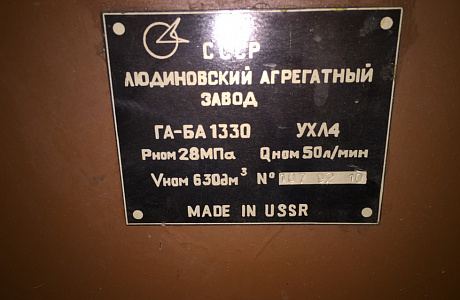 СССР
ЛЮДИНОВСКИЙ АГРЕГАТНЫЙ
ЗАВОД
ГА-БА 1330 УХЛ4
Рном 28МПа Qном 50л/мин
Vном 630дм³ №
MADE IN USSR